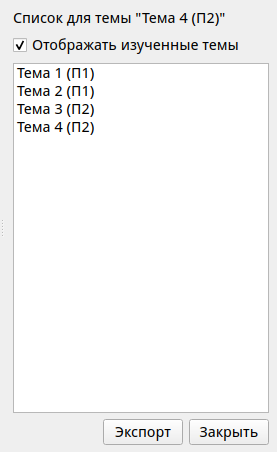 Список для темы "Тема 4 (П2)"
Отображать изученные темы
Тема 1 (П1)
Тема 2 (П1)
Тема 3 (П2)
Тема 4 (П2)
Экспорт
Закрыть